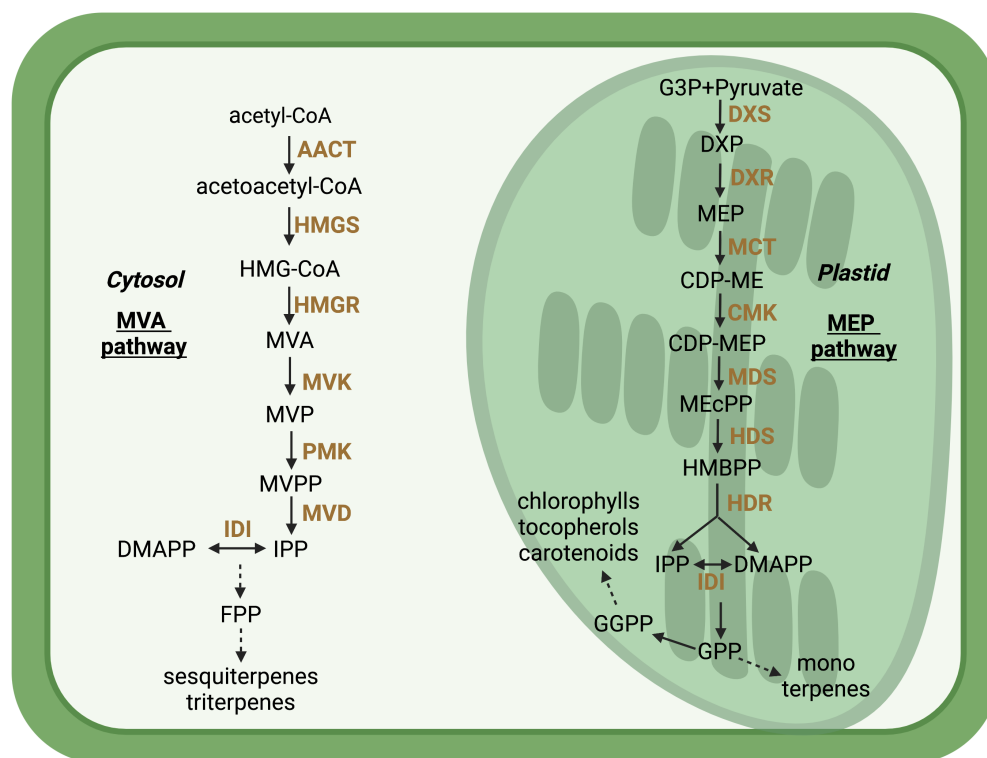 acetyl-CoA
AACT
acetoacetyl-CoA
HMGS
HMG-CoA
HMGR
MVA
MVK
MVP
PMK
MVPP
MVD
IDI
DMAPP
IPP
FPP
sesquiterpenes
triterpenes
Cytosol
MVA
pathway
G3P+Pyruvate
DXS
DXP
DXR
MEP
MCT
CDP-ME
CMK
CDP-MEP
MDS
MEcPP
HDS
HMBPP
HDR
IPP
DMAPP
IDI
GPP
GGPP
chlorophylls
tocopherols
carotenoids
mono
terpenes
Plastid
MEP
pathway